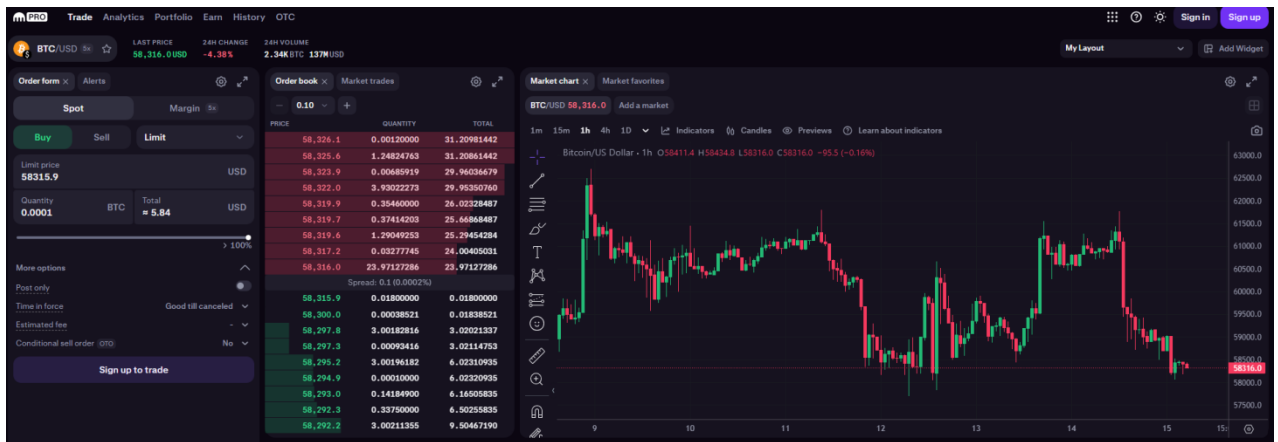 PRO Trade Analytics Portfolio Earn History OTC Sign in Sign up
BTC/USD 5x
LAST PRICE 24H CHANGE 24H VOLUME
58,316.0 USD -4.38% 2.34K BTC 137M USD
My Layout Add Widget
Order form × Alerts
Spot Margin 5x
Buy Sell Limit
Limit price
58315.9 USD
Quantity Total
0.0001 BTC ≈ 5.84 USD
> 100%
More options
Post only
Time in force Good till canceled
Estimated fee -
Conditional sell order OTO No
Sign up to trade
Order book × Market trades
− 0.10 +
PRICE QUANTITY TOTAL
58,326.1 0.00120000 31.20981442
58,325.6 1.24824763 31.20861442
58,323.9 0.00685919 29.96036679
58,322.0 3.93022273 29.95350760
58,319.9 0.35460000 26.02328487
58,319.7 0.37414203 25.66868487
58,319.6 1.29049253 25.29454284
58,317.2 0.03277745 24.00405031
58,316.0 23.97127286 23.97127286
Spread: 0.1 (0.0002%)
58,315.9 0.01800000 0.01800000
58,300.0 0.00038521 0.01838521
58,297.8 3.00182816 3.02021337
58,297.3 0.00093416 3.02114753
58,295.2 3.00196182 6.02310935
58,294.9 0.00010000 6.02320935
58,293.0 0.14184900 6.16505835
58,292.3 0.33750000 6.50255835
58,292.2 3.00211355 9.50467190
Market chart × Market favorites
BTC/USD 58,316.0 Add a market
1m 15m 1h 4h 1D Indicators Candles Previews Learn about indicators
Bitcoin/US Dollar · 1h O58411.4 H58434.8 L58316.0 C58316.0 −95.5 (−0.16%)
63000.0
62500.0
62000.0
61500.0
61000.0
60500.0
60000.0
59500.0
59000.0
58500.0
58316.0
58000.0
57500.0
9 10 11 12 13 14 15 15: